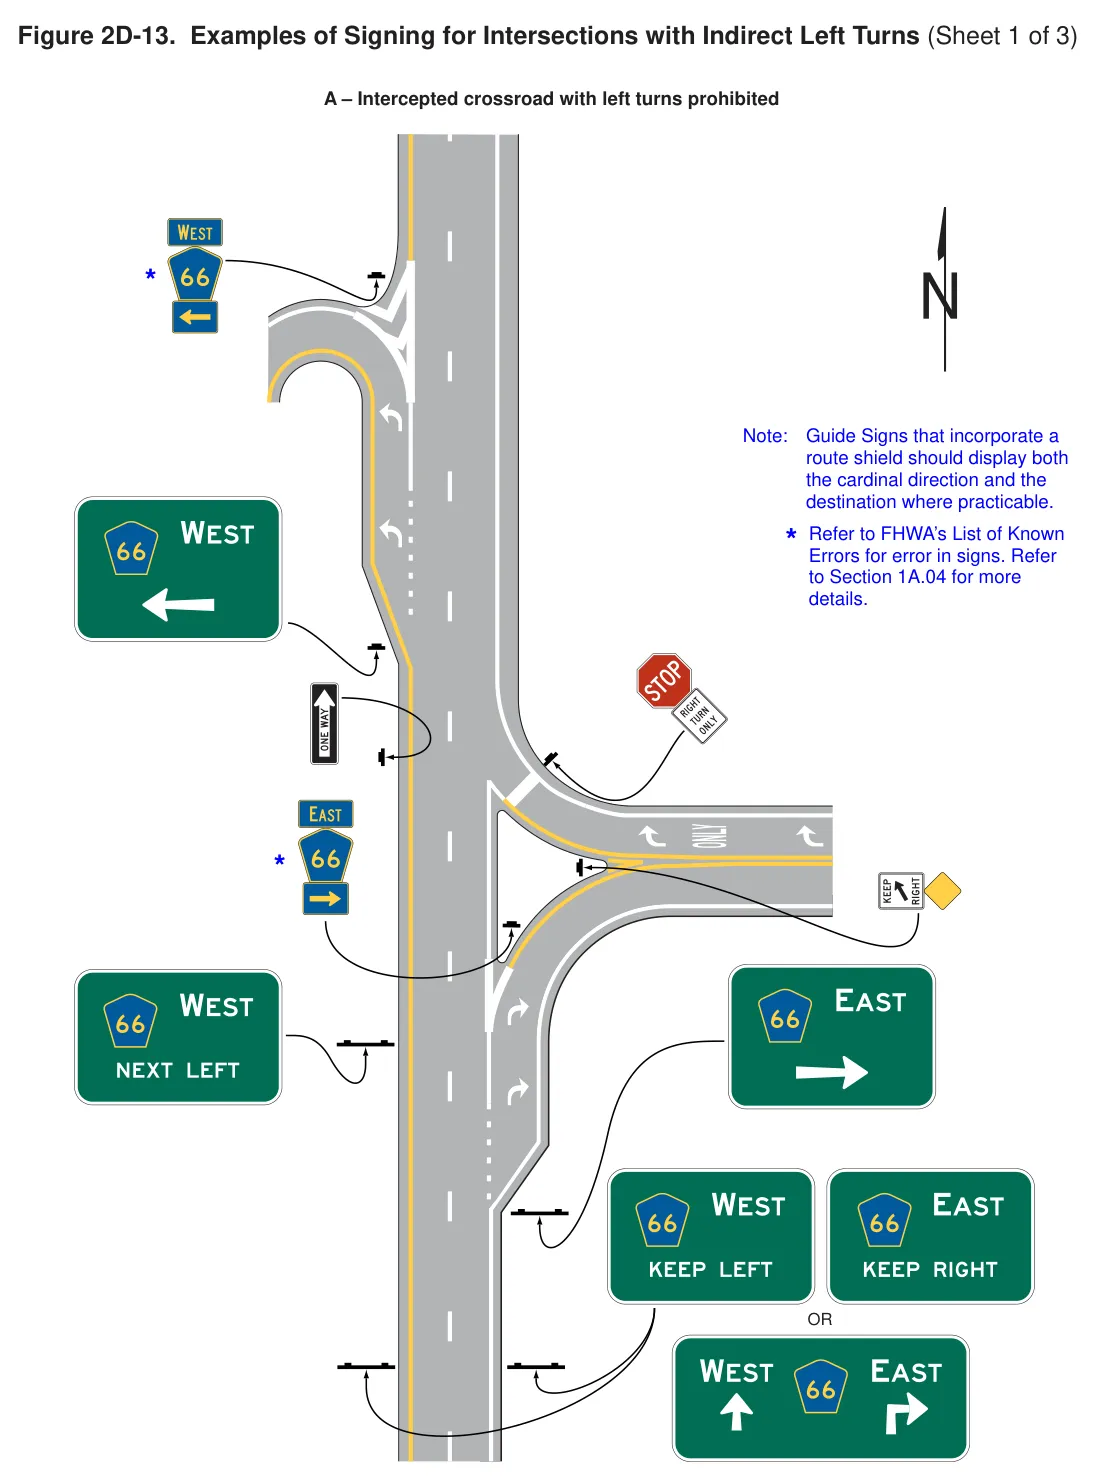 Figure 2D-13. Examples of Signing for Intersections with Indirect Left Turns (Sheet 1 of 3)
A – Intercepted crossroad with left turns prohibited
WEST
* 66
N
Note: Guide Signs that incorporate a
route shield should display both
the cardinal direction and the
destination where practicable.
* Refer to FHWA's List of Known
Errors for error in signs. Refer
to Section 1A.04 for more
details.
66 WEST
STOP
RIGHT
TURN
ONLY
ONE WAY
EAST
* 66
ONLY
KEEP
RIGHT
66 WEST
NEXT LEFT
66 EAST
66 WEST
KEEP LEFT
66 EAST
KEEP RIGHT
OR
WEST 66 EAST